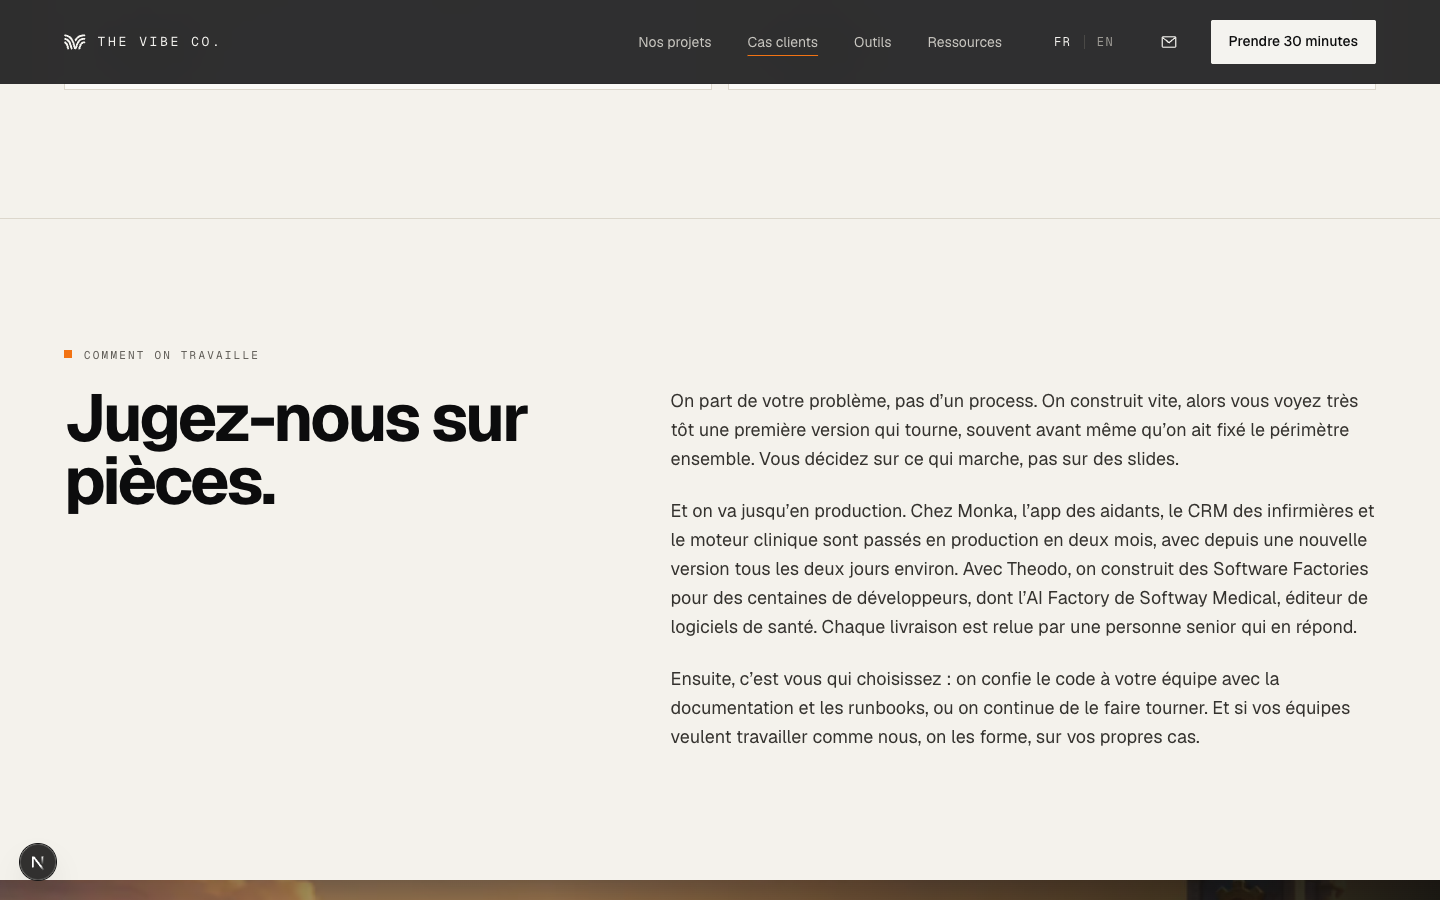 THE VIBE CO.
Nos projets
Cas clients
Outils
Ressources
FR
EN
Prendre 30 minutes
COMMENT ON TRAVAILLE
Jugez-nous sur
pièces.
On part de votre problème, pas d’un process. On construit vite, alors vous voyez très
tôt une première version qui tourne, souvent avant même qu’on ait fixé le périmètre
ensemble. Vous décidez sur ce qui marche, pas sur des slides.
Et on va jusqu’en production. Chez Monka, l’app des aidants, le CRM des infirmières et
le moteur clinique sont passés en production en deux mois, avec depuis une nouvelle
version tous les deux jours environ. Avec Theodo, on construit des Software Factories
pour des centaines de développeurs, dont l’AI Factory de Softway Medical, éditeur de
logiciels de santé. Chaque livraison est relue par une personne senior qui en répond.
Ensuite, c’est vous qui choisissez : on confie le code à votre équipe avec la
documentation et les runbooks, ou on continue de le faire tourner. Et si vos équipes
veulent travailler comme nous, on les forme, sur vos propres cas.
N